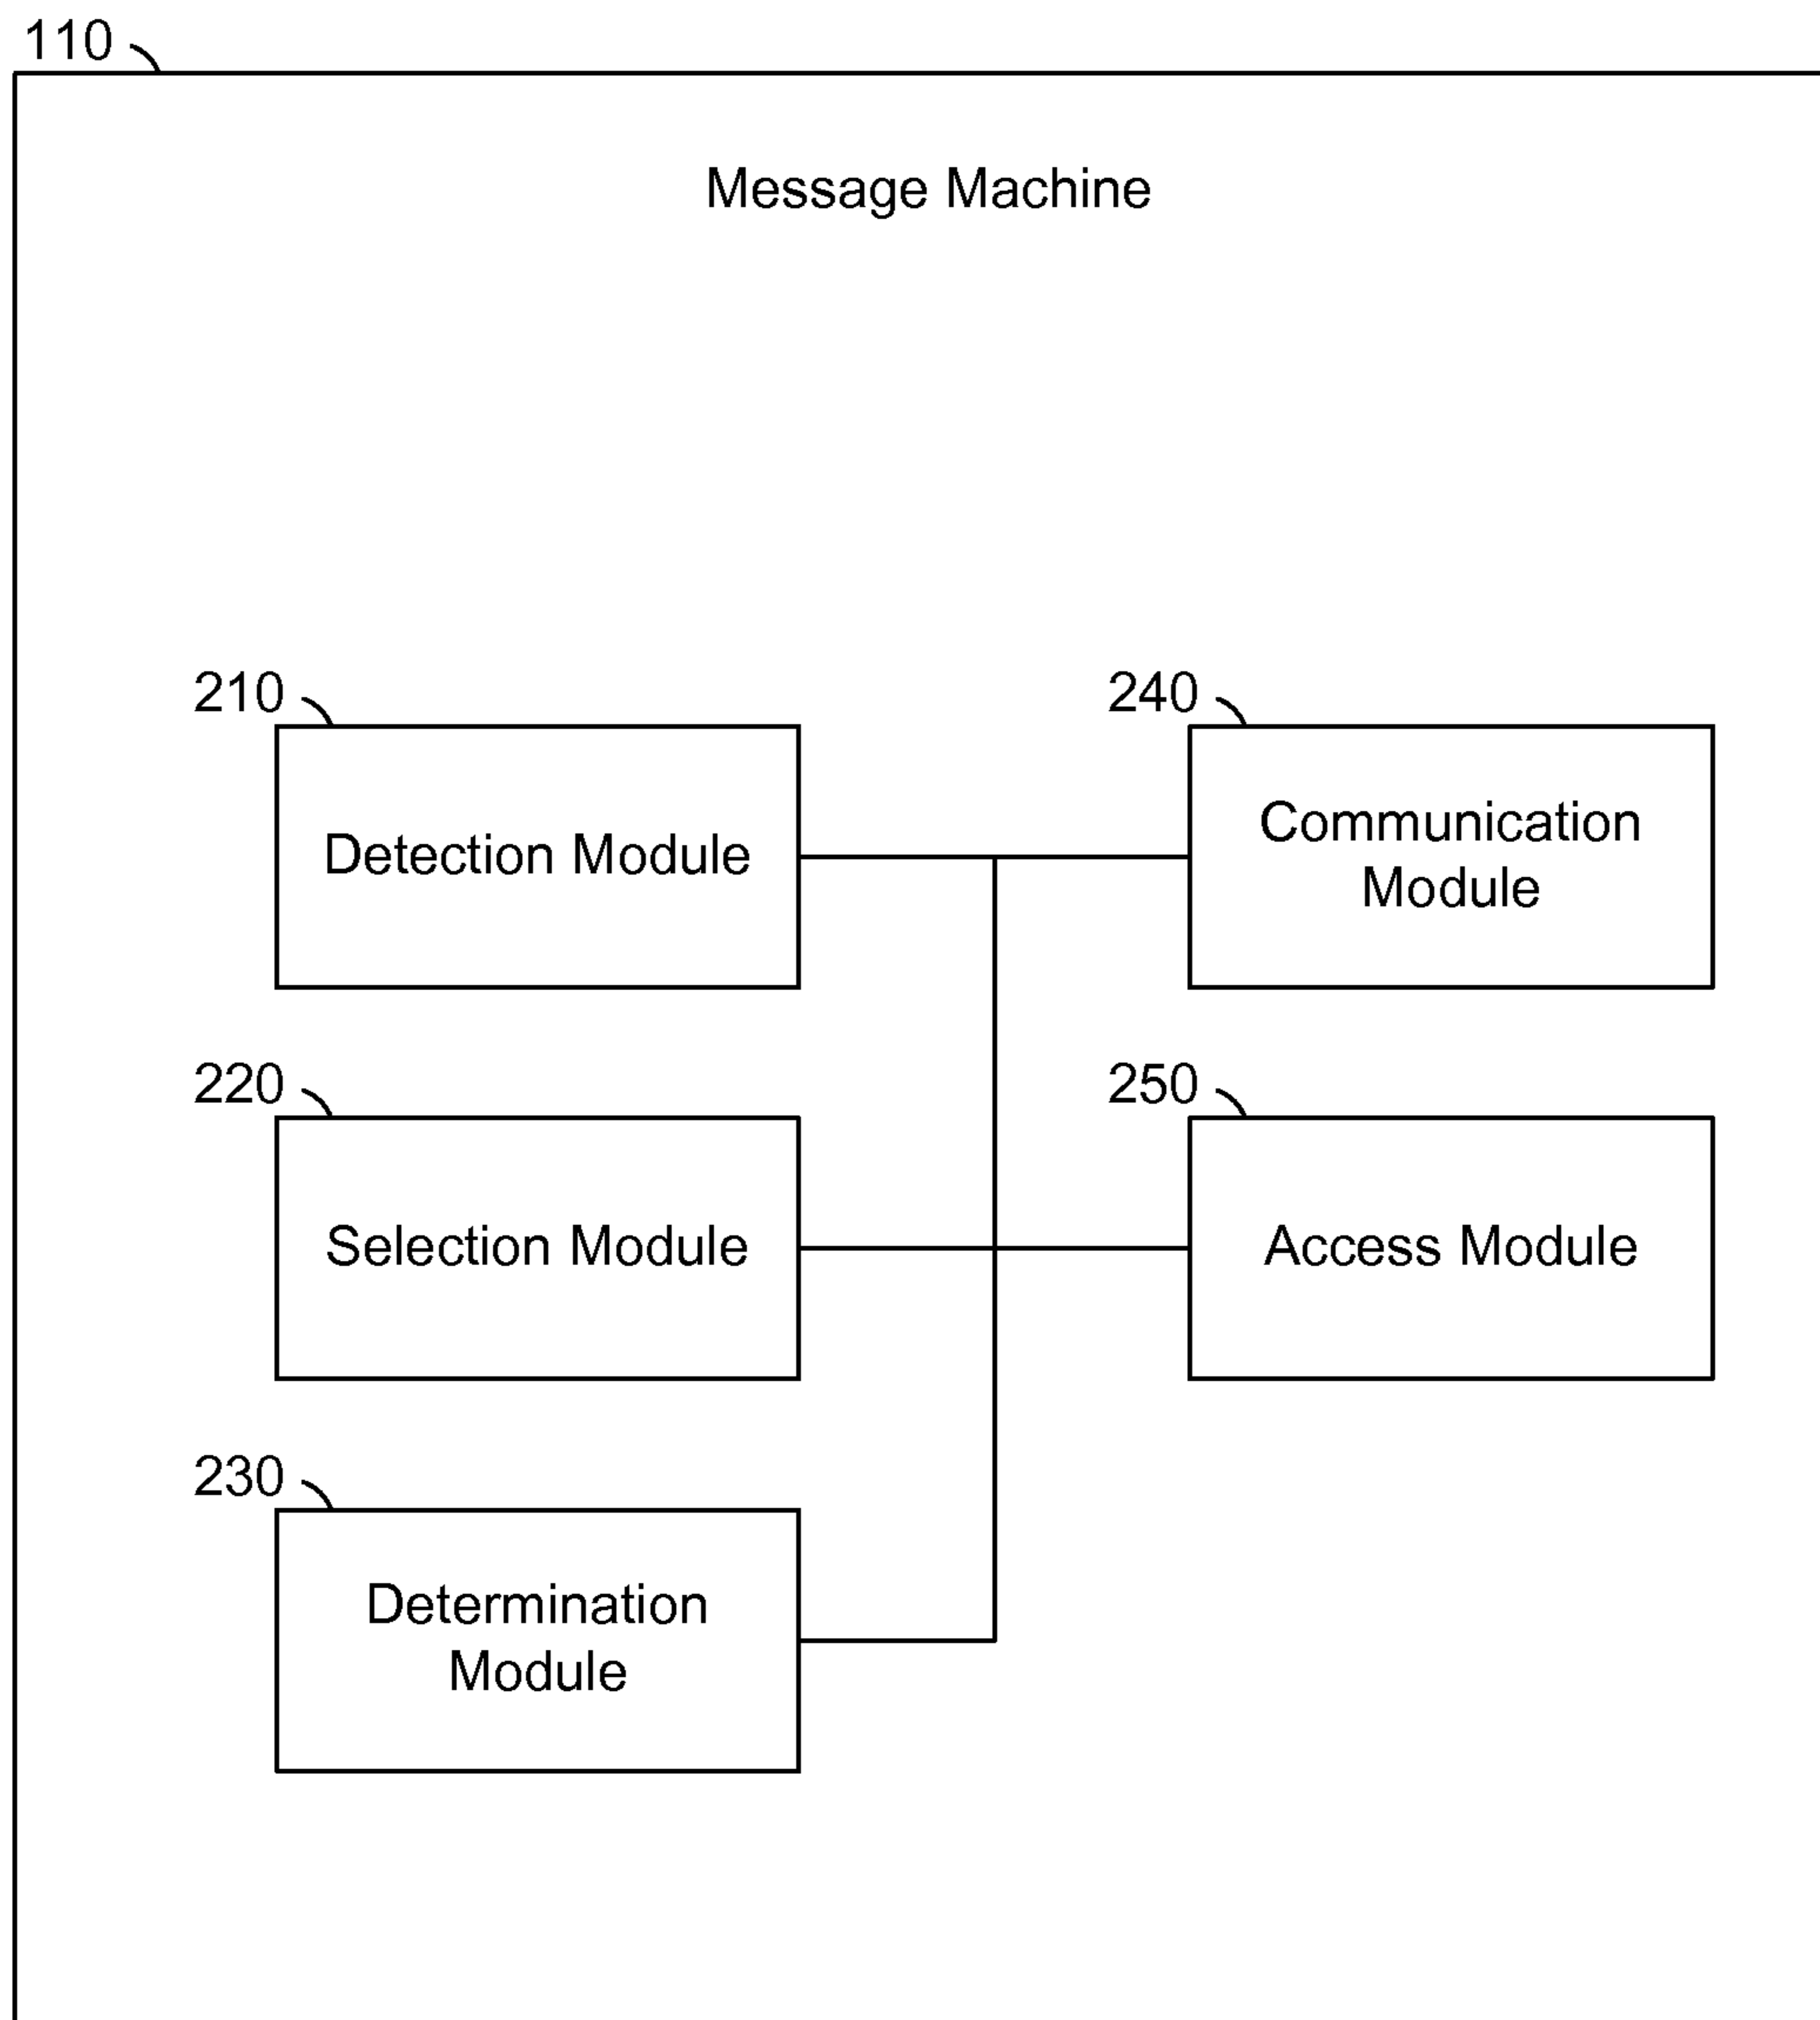 110
Message Machine
210
Detection Module
240
Communication
Module
220
Selection Module
250
Access Module
230
Determination
Module